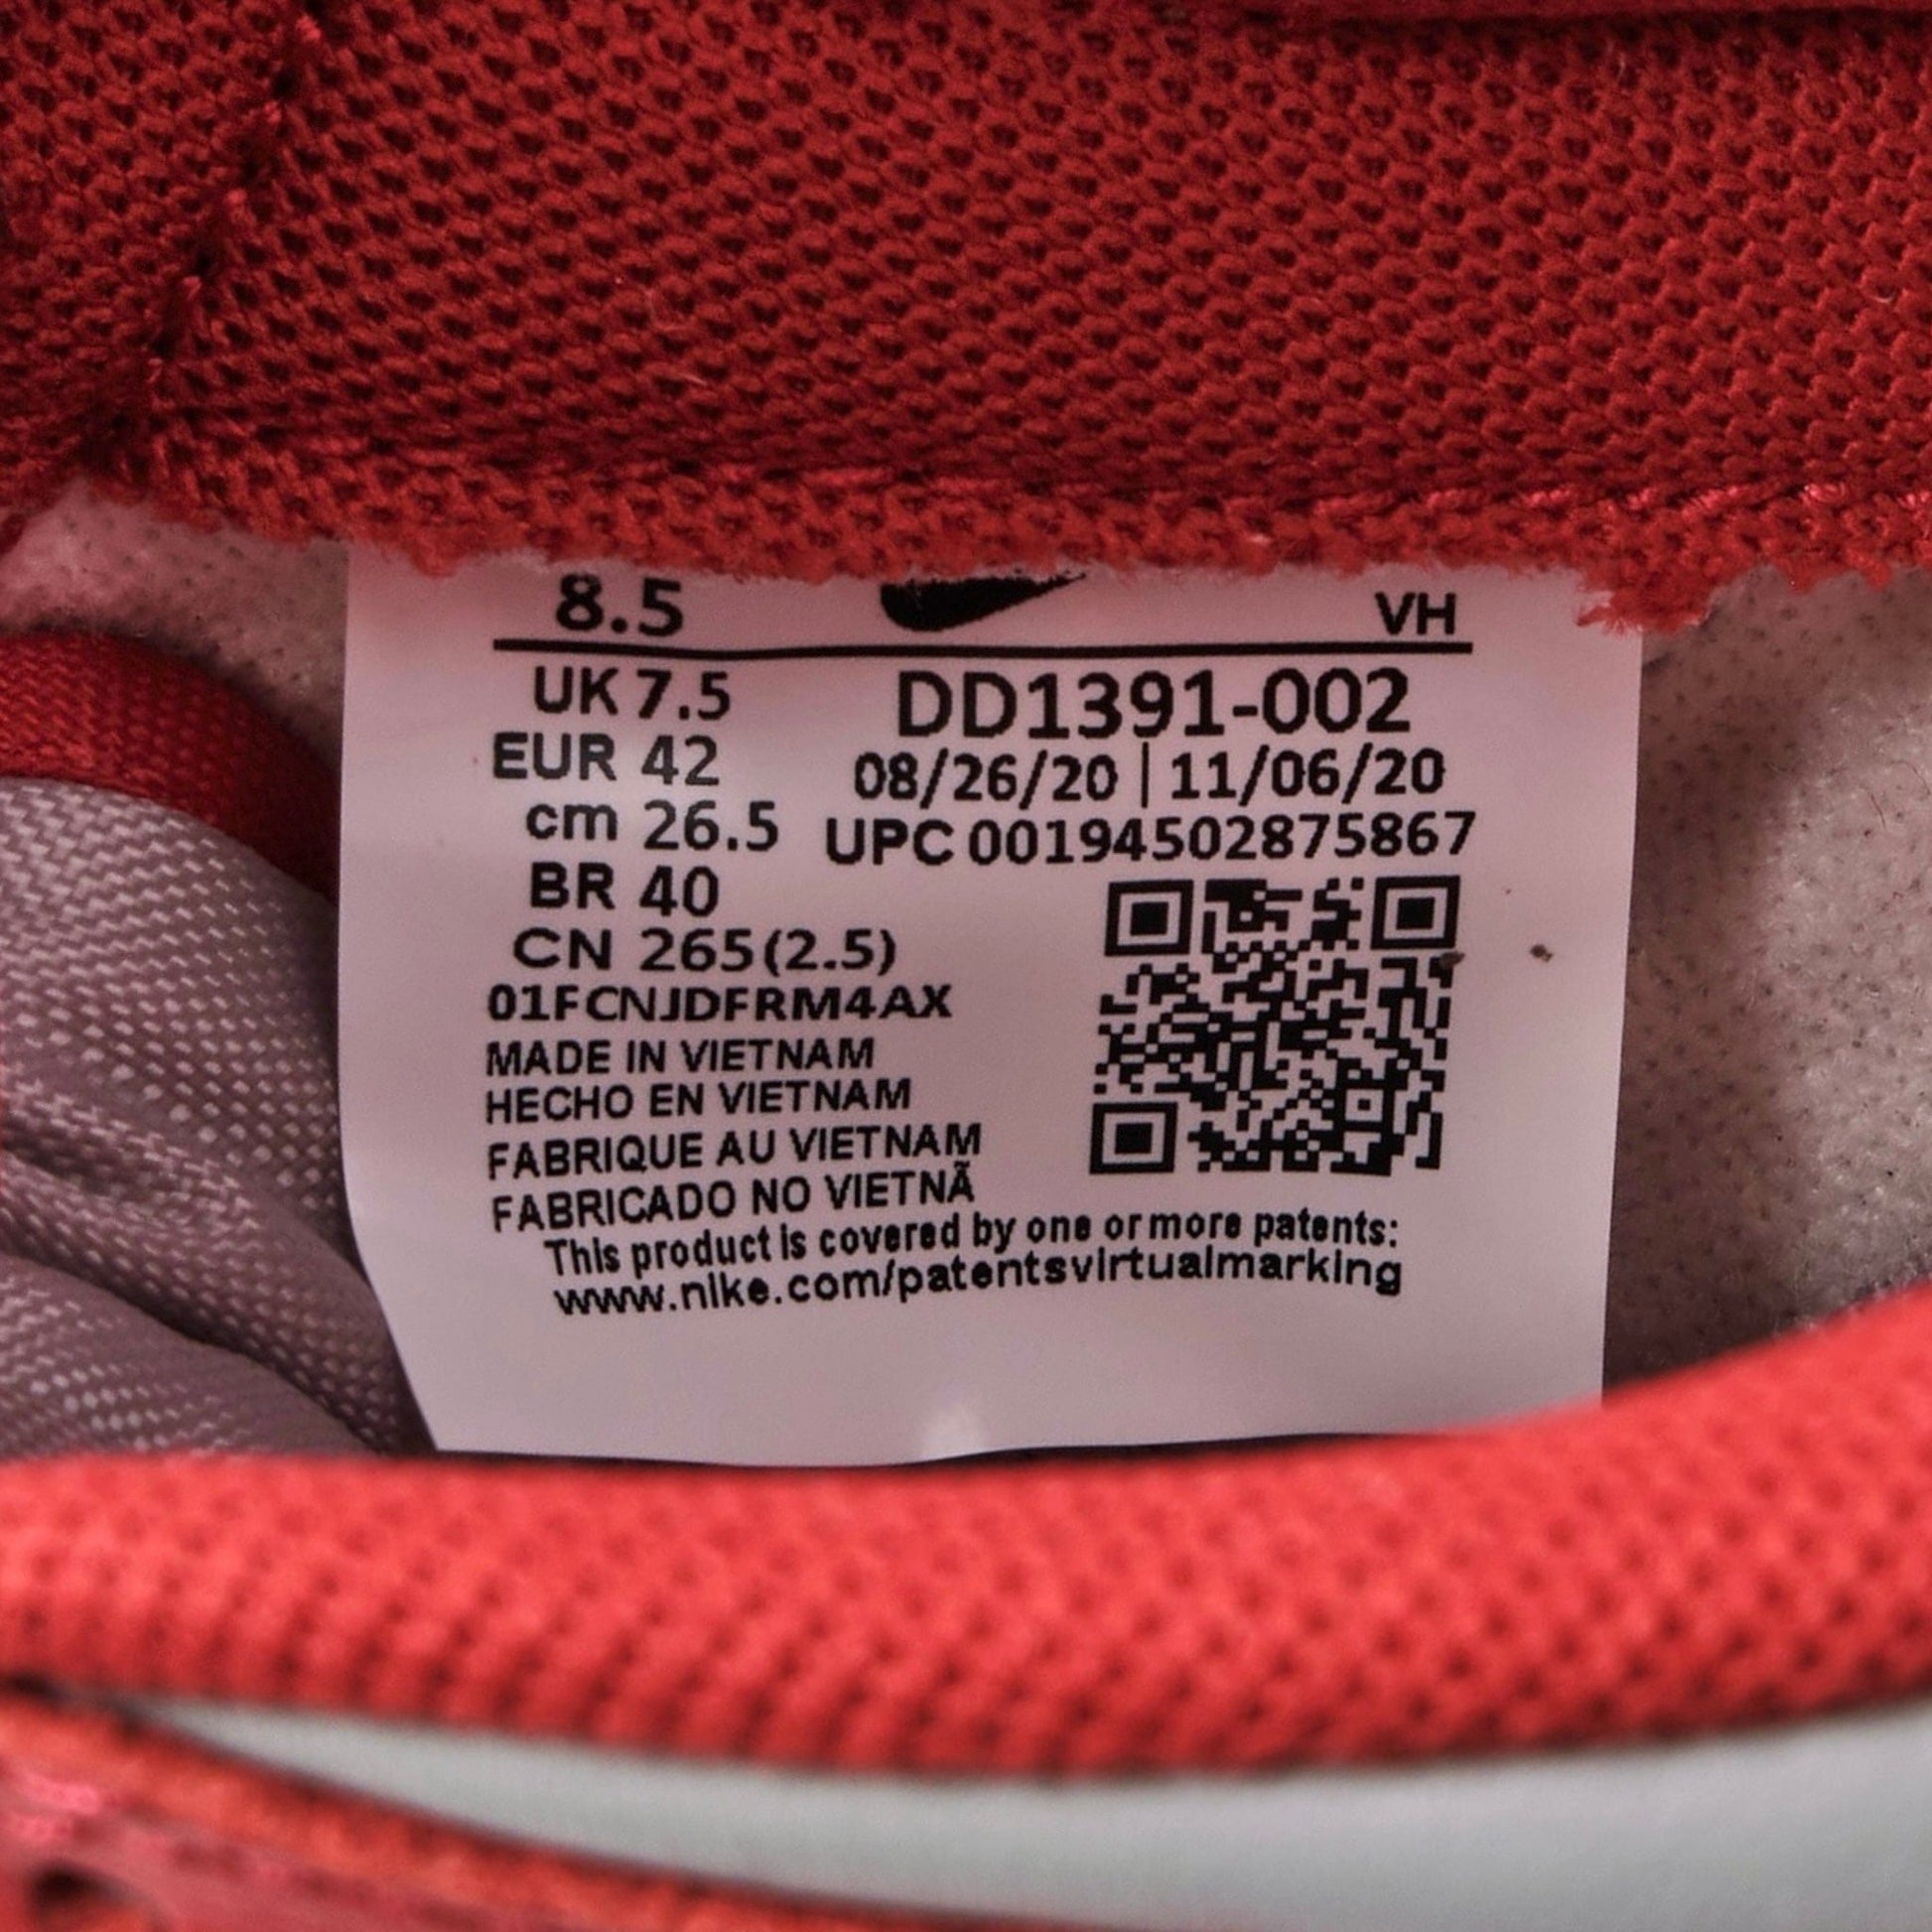 8.5 VH
UK 7.5 DD1391-002
EUR 42 08/26/20 | 11/06/20
cm 26.5 UPC 00194502875867
BR 40
CN 265(2.5)
01FCNJDFRM4AX
MADE IN VIETNAM
HECHO EN VIETNAM
FABRIQUE AU VIETNAM
FABRICADO NO VIETNÃ
This product is covered by one or more patents:
www.nike.com/patentsvirtualmarking